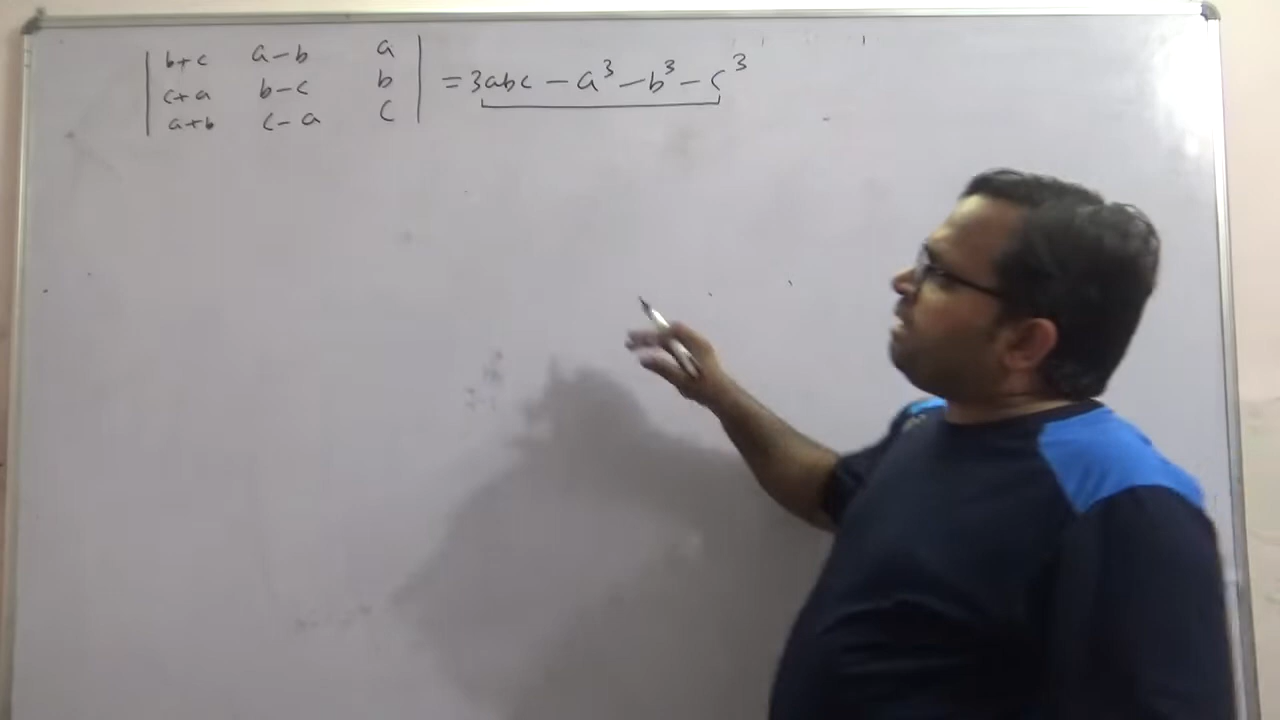 | b+c a-b a |
| c+a b-c b | = 3abc - a³ - b³ - c³
| a+b c-a c |